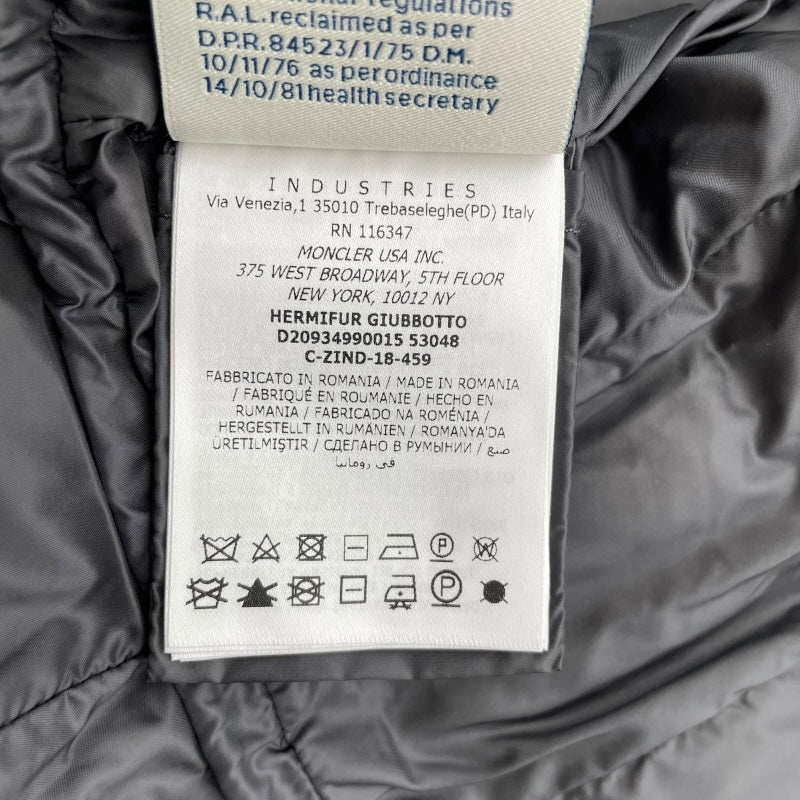 nal regulations
R.A.L. reclaimed as per
D.P.R. 84523/1/75 D.M.
10/11/76 as per ordinance
14/10/81 health secretary
INDUSTRIES
Via Venezia,1 35010 Trebaseleghe(PD) Italy
RN 116347
MONCLER USA INC.
375 WEST BROADWAY, 5TH FLOOR
NEW YORK, 10012 NY
HERMIFUR GIUBBOTTO
D20934990015 53048
C-ZIND-18-459
FABBRICATO IN ROMANIA / MADE IN ROMANIA
/ FABRIQUÉ EN ROUMANIE / HECHO EN
RUMANIA / FABRICADO NA ROMÉNIA /
HERGESTELLT IN RUMÄNIEN / ROMANYA'DA
ÜRETILMIŞTIR / СДЕЛАНО В РУМЫНИИ / صنع
في رومانيا
P W
P